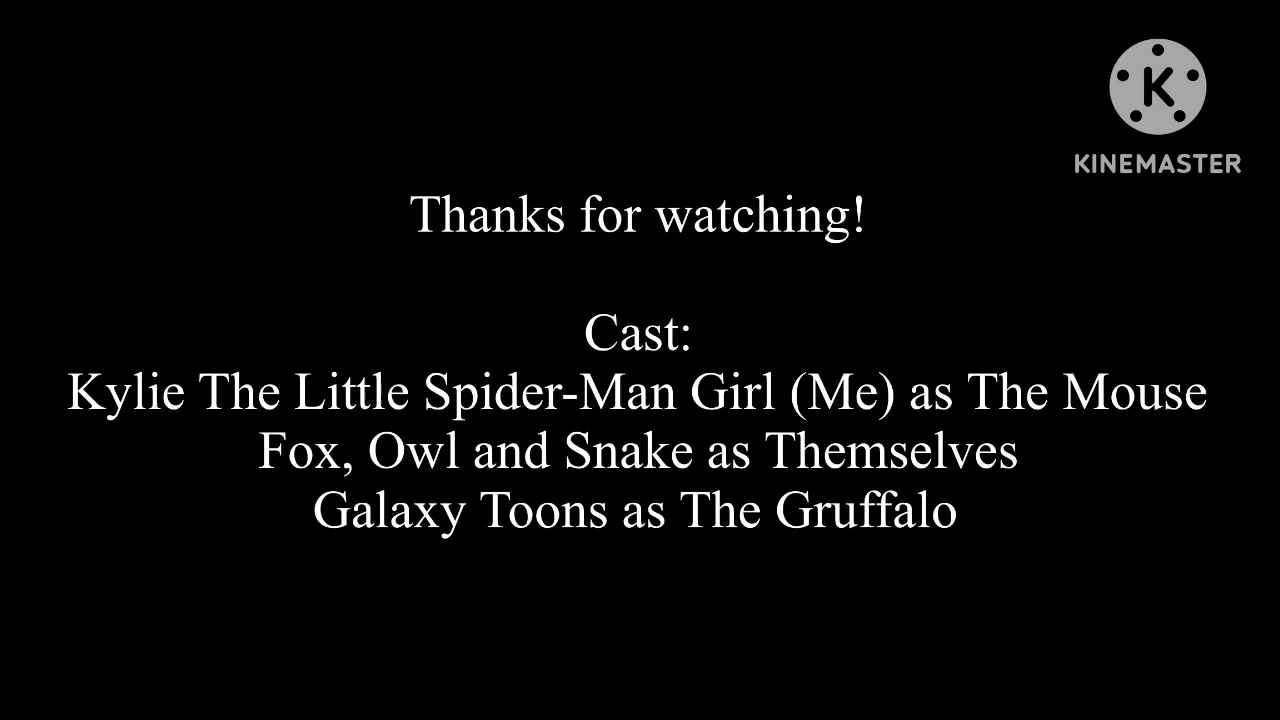 K
KINEMASTER
Thanks for watching!
Cast:
Kylie The Little Spider-Man Girl (Me) as The Mouse
Fox, Owl and Snake as Themselves
Galaxy Toons as The Gruffalo